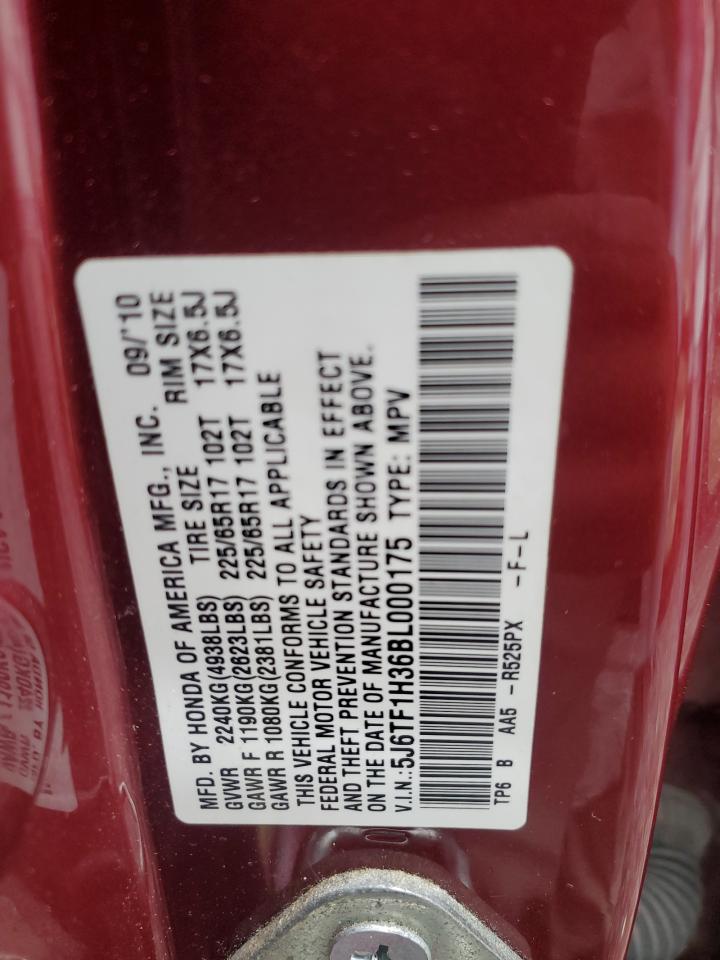 MFD. BY HONDA OF AMERICA MFG., INC. 09/'10
GVWR 2240KG(4938LBS) TIRE SIZE RIM SIZE
GAWR F 1190KG(2623LBS) 225/65R17 102T 17X6.5J
GAWR R 1080KG(2381LBS) 225/65R17 102T 17X6.5J
THIS VEHICLE CONFORMS TO ALL APPLICABLE
FEDERAL MOTOR VEHICLE SAFETY
AND THEFT PREVENTION STANDARDS IN EFFECT
ON THE DATE OF MANUFACTURE SHOWN ABOVE.
V.I.N.:5J6TF1H36BL000175 TYPE: MPV
TP6 B AA5 -R525PX -F-L